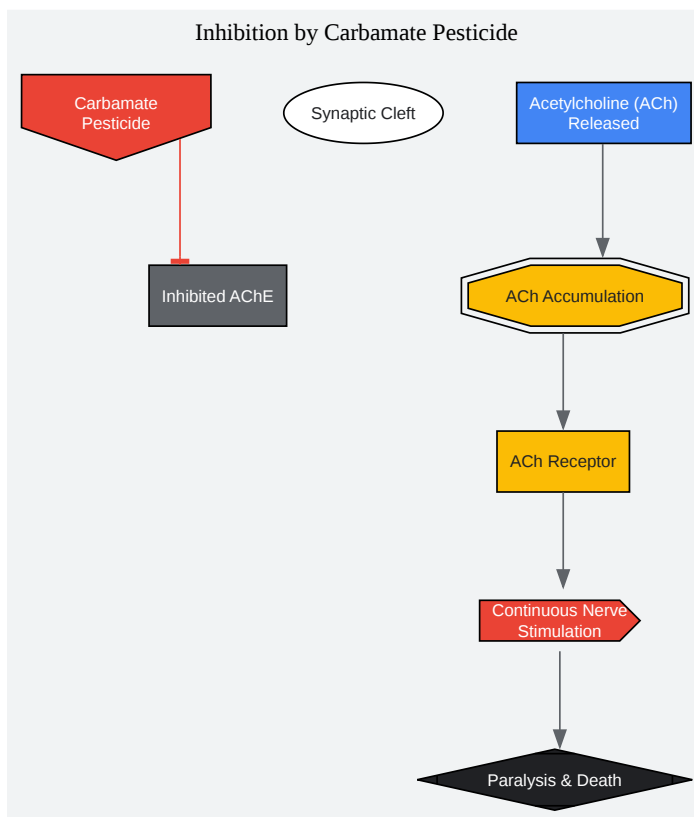 Inhibition by Carbamate Pesticide
Carbamate
Pesticide
Synaptic Cleft
Acetylcholine (ACh)
Released
Inhibited AChE
ACh Accumulation
ACh Receptor
Continuous Nerve
Stimulation
Paralysis & Death